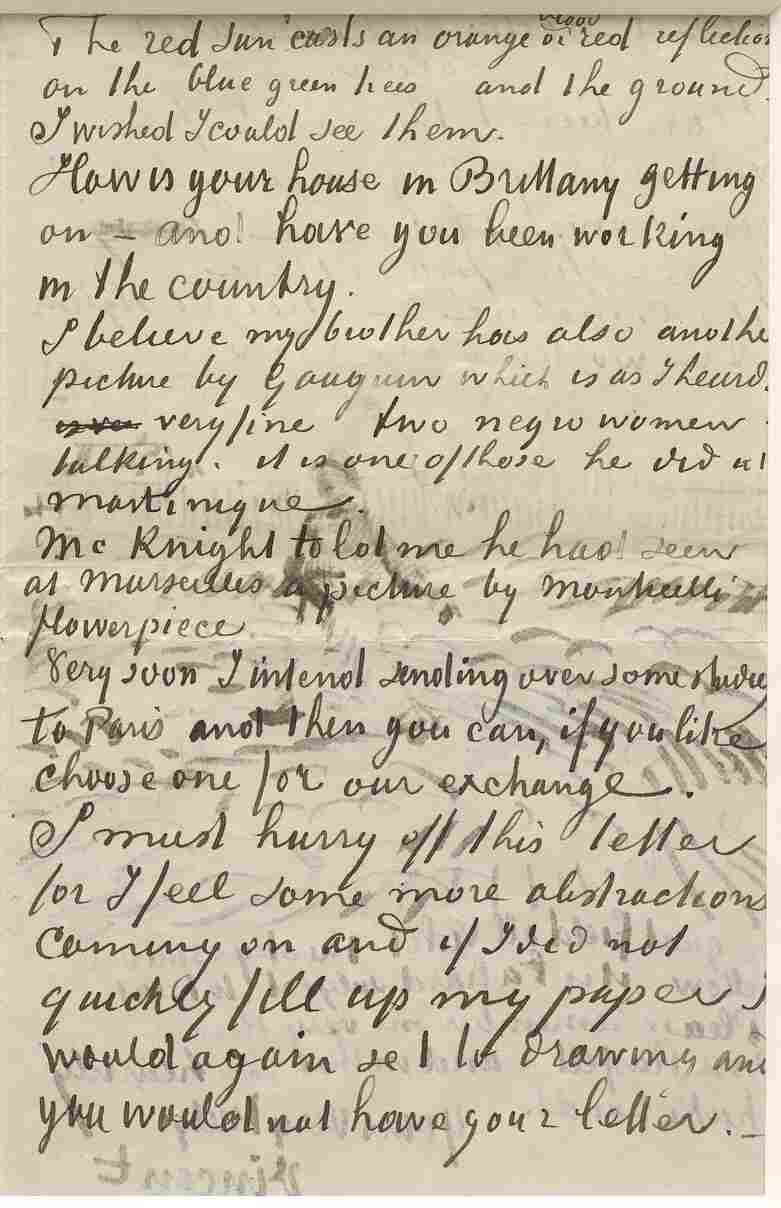 blood
The red sun casts an orange or red reflection
on the blue green trees and the ground.
I wished I could see them.
How is your house in Brittany getting
on – and have you been working
in the country.
I believe my brother has also anothe
picture by Gauguin which is as I heard.
very fine two negro women
talking. it is one of those he did at
Martinique.
Mc Knight told me he had seen
at Marseilles a picture by Monticelli
flowerpiece.
Very soon I intend sending over some studies
to Paris and then you can, if you like
choose one for our exchange.
I must hurry off this letter
for I feel some more abstractions
coming on and if I did not
quickly fill up my paper I
would again set to drawing and
you would not have your letter. –
Vincent